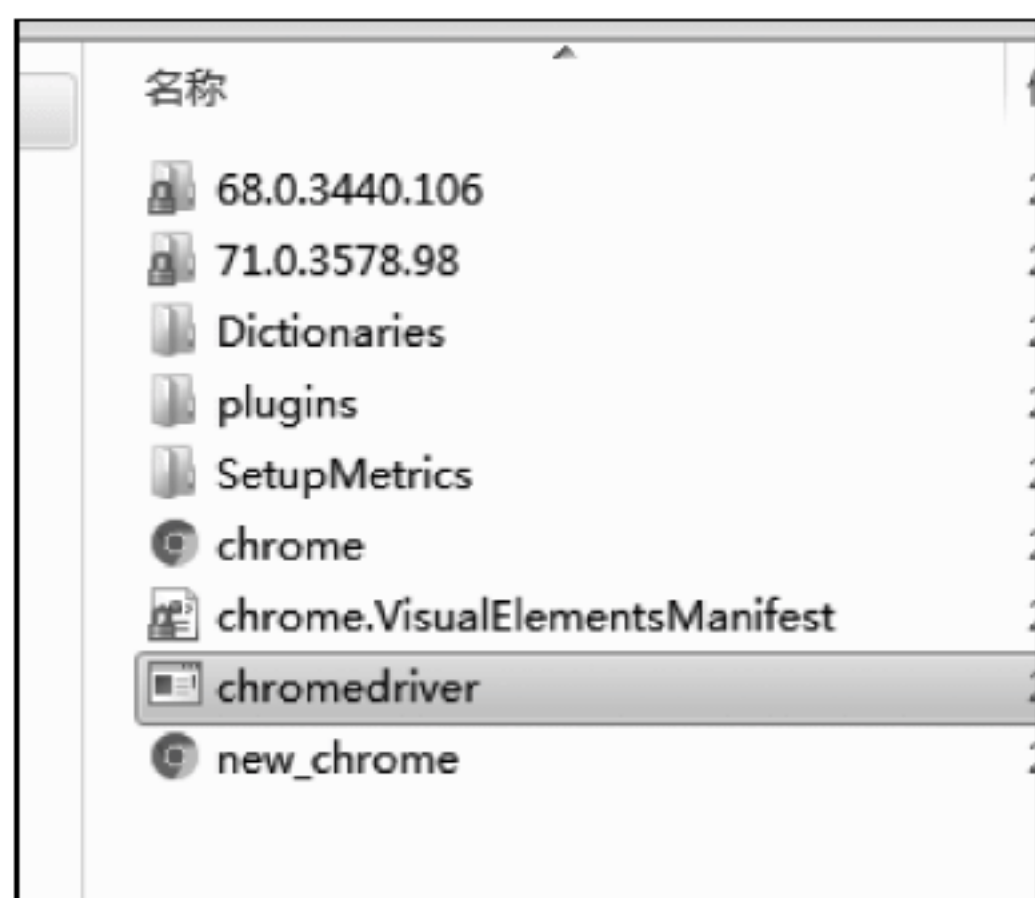 名称
68.0.3440.106
71.0.3578.98
Dictionaries
plugins
SetupMetrics
chrome
chrome.VisualElementsManifest
chromedriver
new_chrome